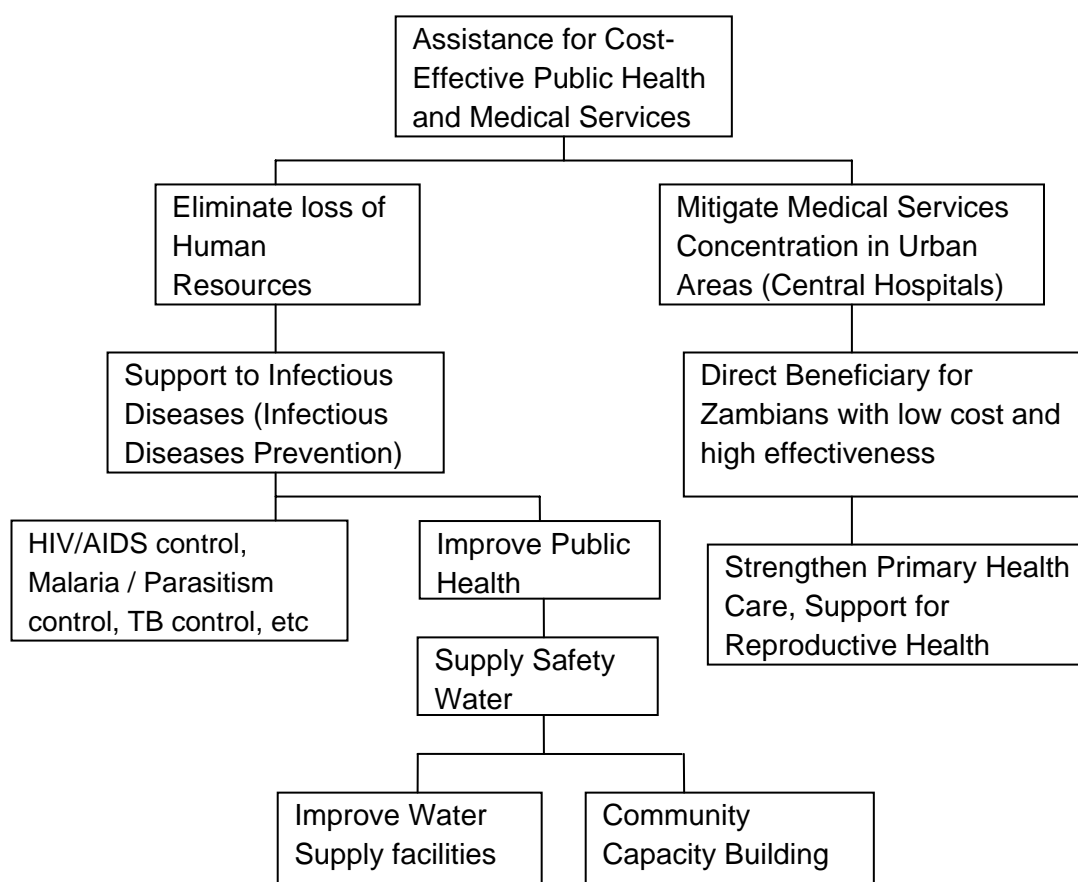 Assistance for Cost-
Effective Public Health
and Medical Services
Eliminate loss of
Human
Resources
Mitigate Medical Services
Concentration in Urban
Areas (Central Hospitals)
Support to Infectious
Diseases (Infectious
Diseases Prevention)
Direct Beneficiary for
Zambians with low cost and
high effectiveness
HIV/AIDS control,
Malaria / Parasitism
control, TB control, etc
Improve Public
Health
Strengthen Primary Health
Care, Support for
Reproductive Health
Supply Safety
Water
Improve Water
Supply facilities
Community
Capacity Building